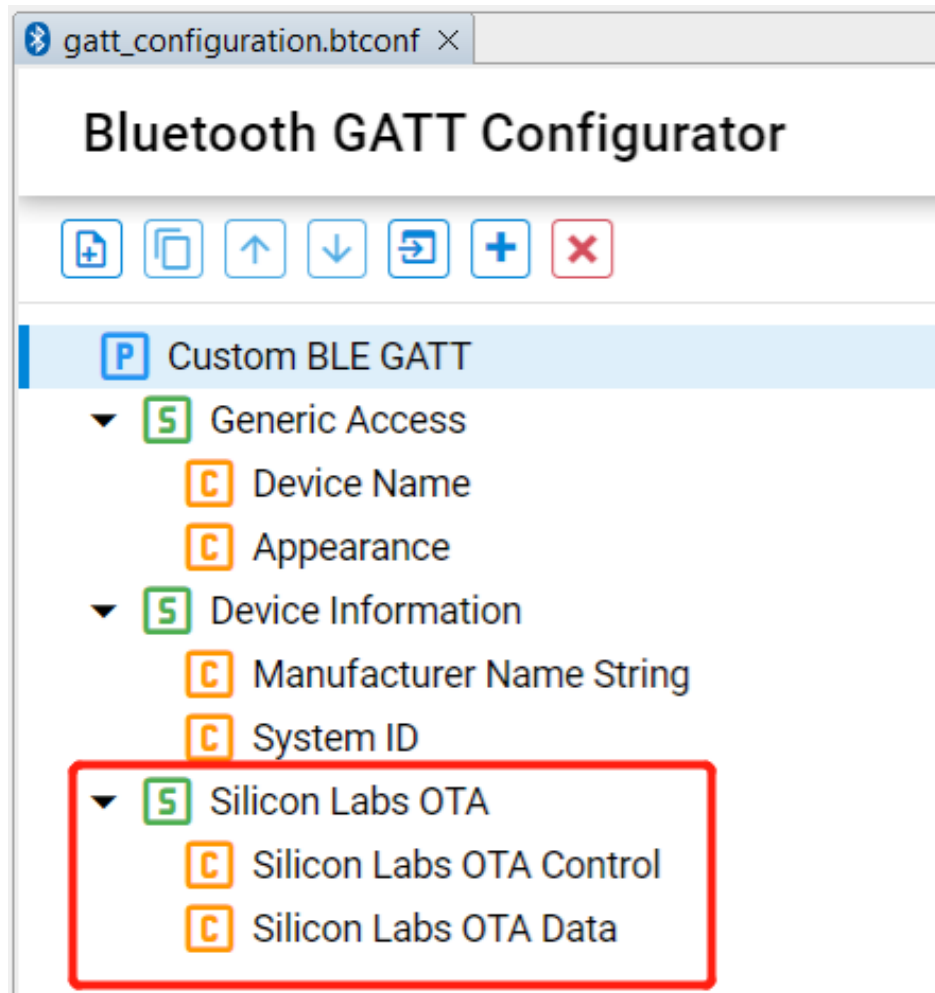 gatt_configuration.btconf
Bluetooth GATT Configurator
P Custom BLE GATT
S Generic Access
C Device Name
C Appearance
S Device Information
C Manufacturer Name String
C System ID
S Silicon Labs OTA
C Silicon Labs OTA Control
C Silicon Labs OTA Data